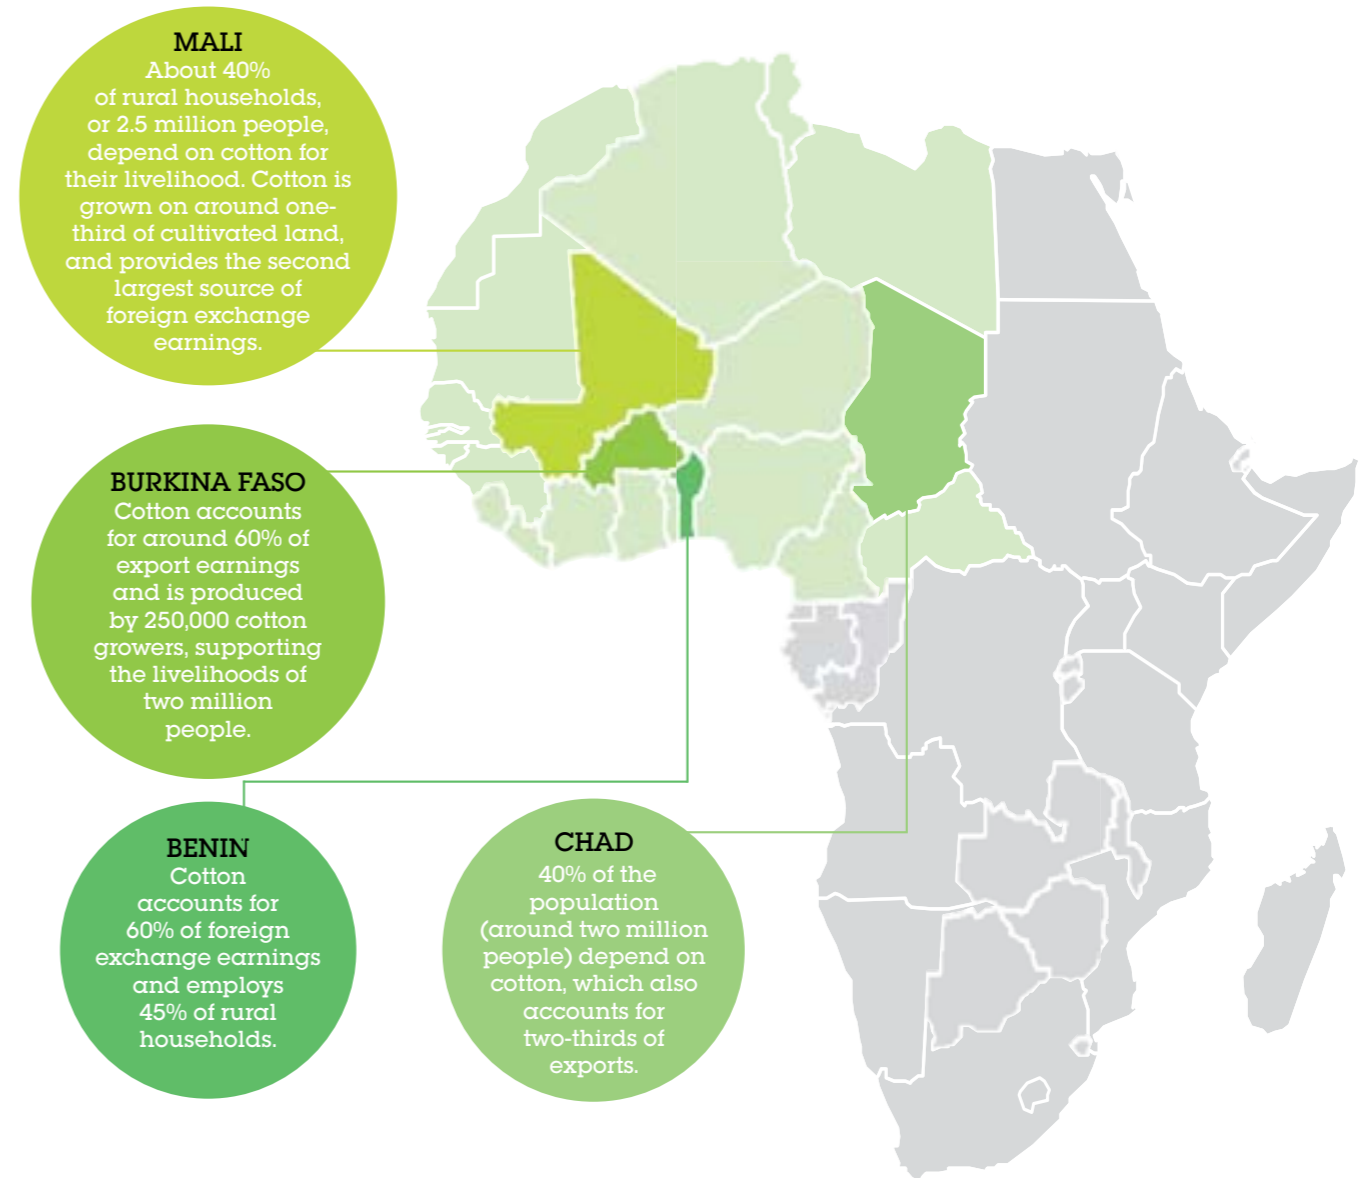 MALI
About 40%
of rural households,
or 2.5 million people,
depend on cotton for
their livelihood. Cotton is
grown on around one-
third of cultivated land,
and provides the second
largest source of
foreign exchange
earnings.
BURKINA FASO
Cotton accounts
for around 60% of
export earnings
and is produced
by 250,000 cotton
growers, supporting
the livelihoods of
two million
people.
BENIN
Cotton
accounts for
60% of foreign
exchange earnings
and employs
45% of rural
households.
CHAD
40% of the
population
(around two million
people) depend on
cotton, which also
accounts for
two-thirds of
exports.